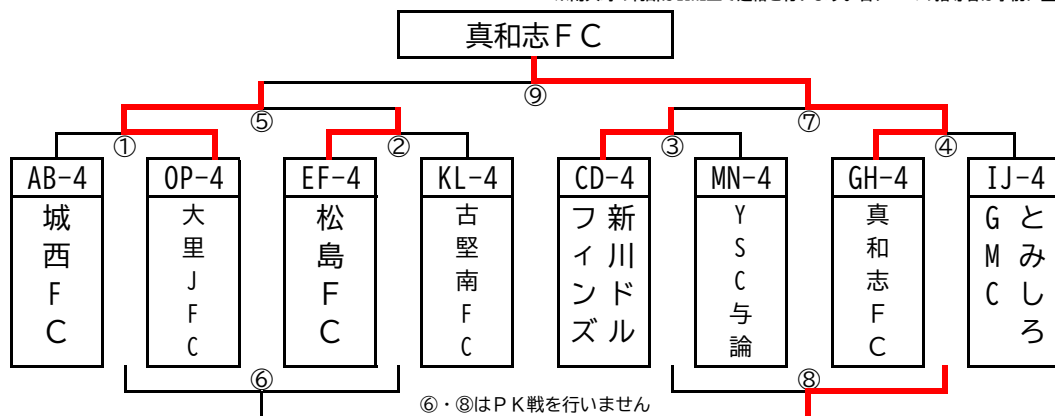 真和志ＦＣ
⑨
⑤
⑦
①
②
③
④
AB-4
OP-4
EF-4
KL-4
CD-4
MN-4
GH-4
IJ-4
城西ＦＣ
大里ＪＦＣ
松島ＦＣ
古堅南ＦＣ
新川ドル
フィンズ
ＹＳＣ与論
真和志ＦＣ
とみしろ
ＧＭＣ
⑥
⑧
⑥・⑧はＰＫ戦を行いません